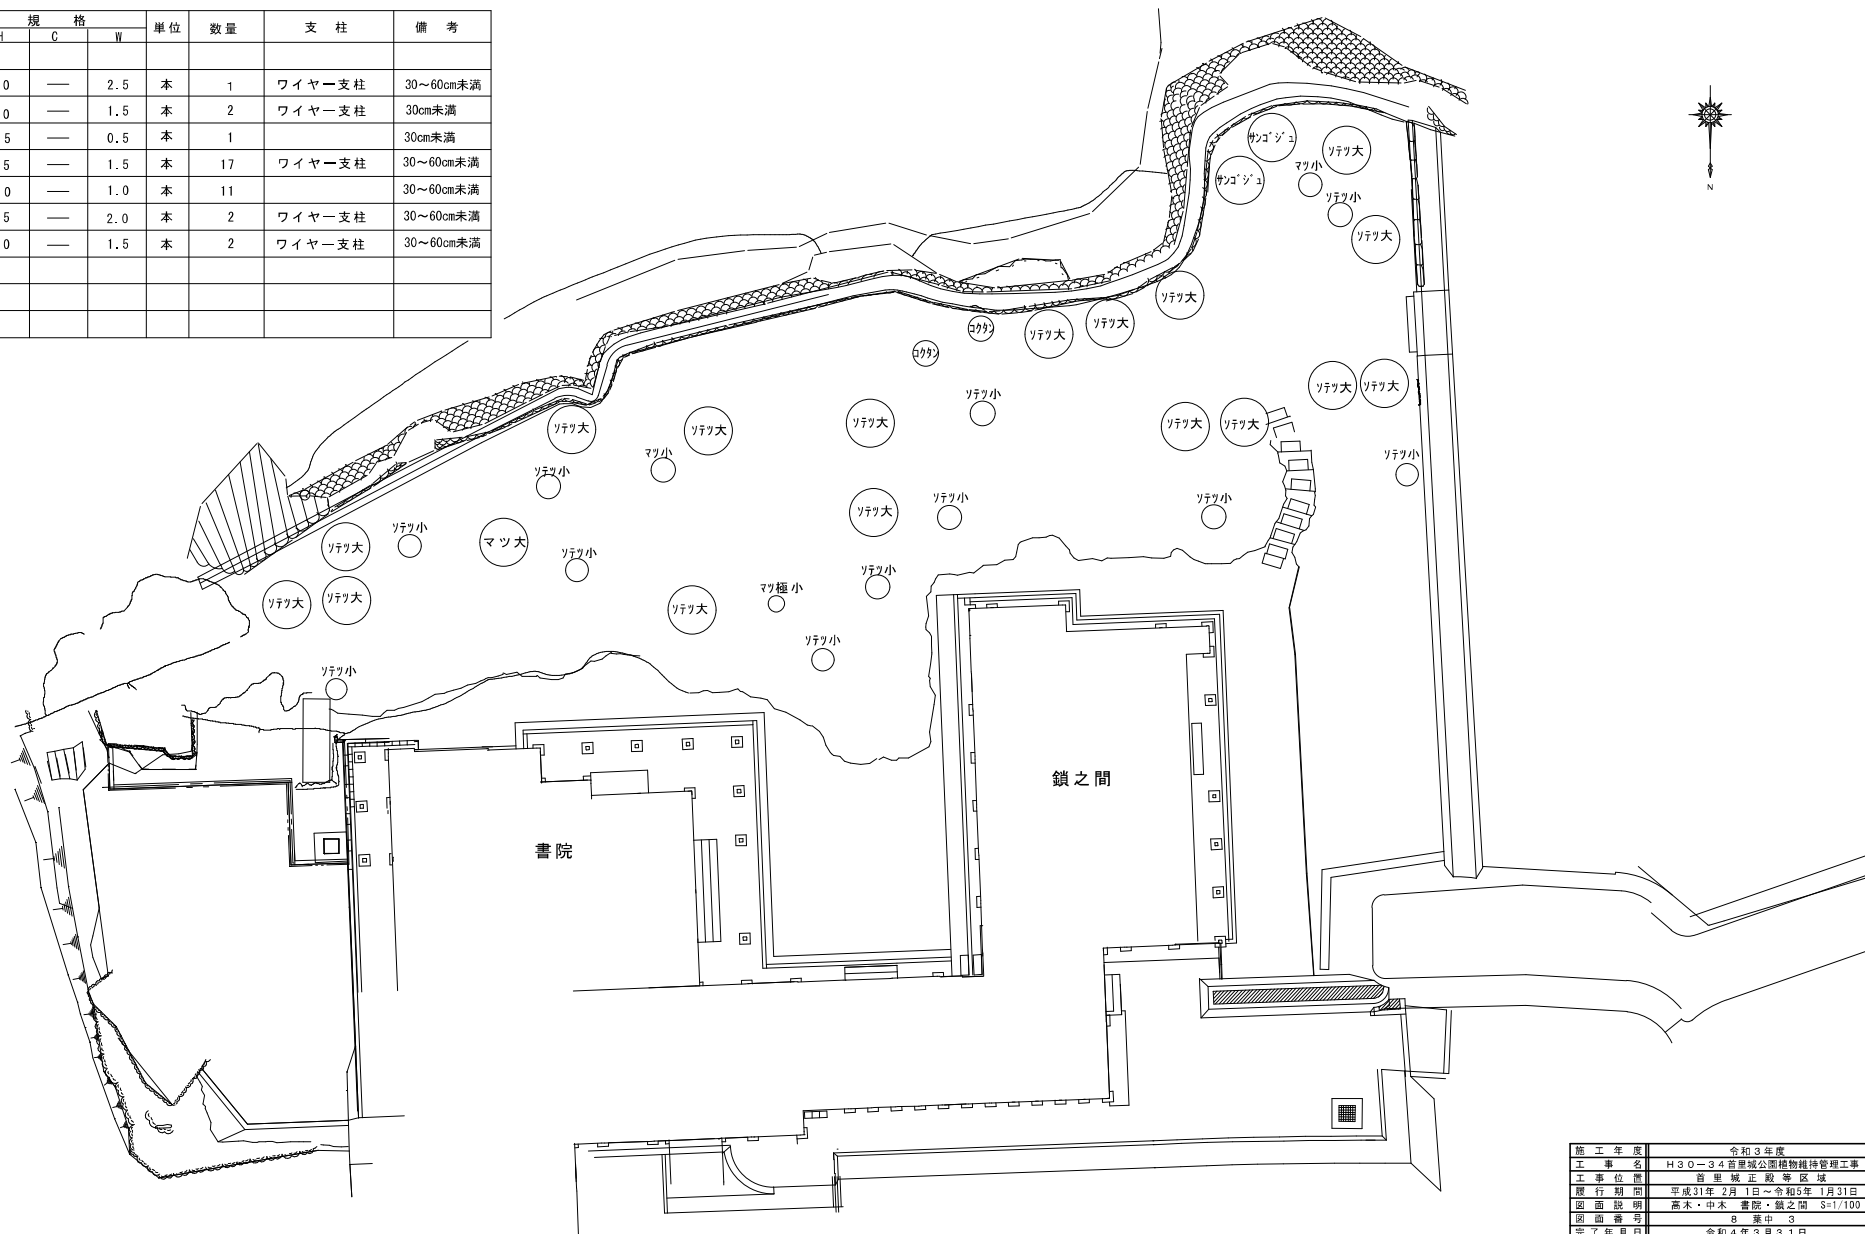 規 格 単位 数量 支 柱 備 考
H C W
0 — 2.5 本 1 ワイヤー支柱 30～60cm未満
0 — 1.5 本 2 ワイヤー支柱 30cm未満
5 — 0.5 本 1 30cm未満
5 — 1.5 本 17 ワイヤー支柱 30～60cm未満
0 — 1.0 本 11 30～60cm未満
5 — 2.0 本 2 ワイヤー支柱 30～60cm未満
0 — 1.5 本 2 ワイヤー支柱 30～60cm未満
N
サンゴジュ
ソテツ大
サンゴジュ
マツ小
ソテツ小
ソテツ大
ソテツ大
コクタン
ソテツ大
ソテツ大
コクタン
ソテツ大
ソテツ大
ソテツ小
ソテツ大
ソテツ大
ソテツ大
ソテツ大
ソテツ大
マツ小
ソテツ小
ソテツ小
ソテツ小
ソテツ小
ソテツ大
ソテツ小
マツ大
ソテツ大
ソテツ小
ソテツ小
マツ極小
ソテツ大
ソテツ大
ソテツ大
ソテツ小
ソテツ小
鎖之間
書院
施工年度 令和3年度
工事名 H30－34首里城公園植物維持管理工事
工事位置 首里城正殿等区域
履行期間 平成31年 2月 1日～令和5年 1月31日
図面説明 高木・中木 書院・鎖之間 S=1/100
図面番号 8 葉中 3
完了年月日 令和4年3月31日